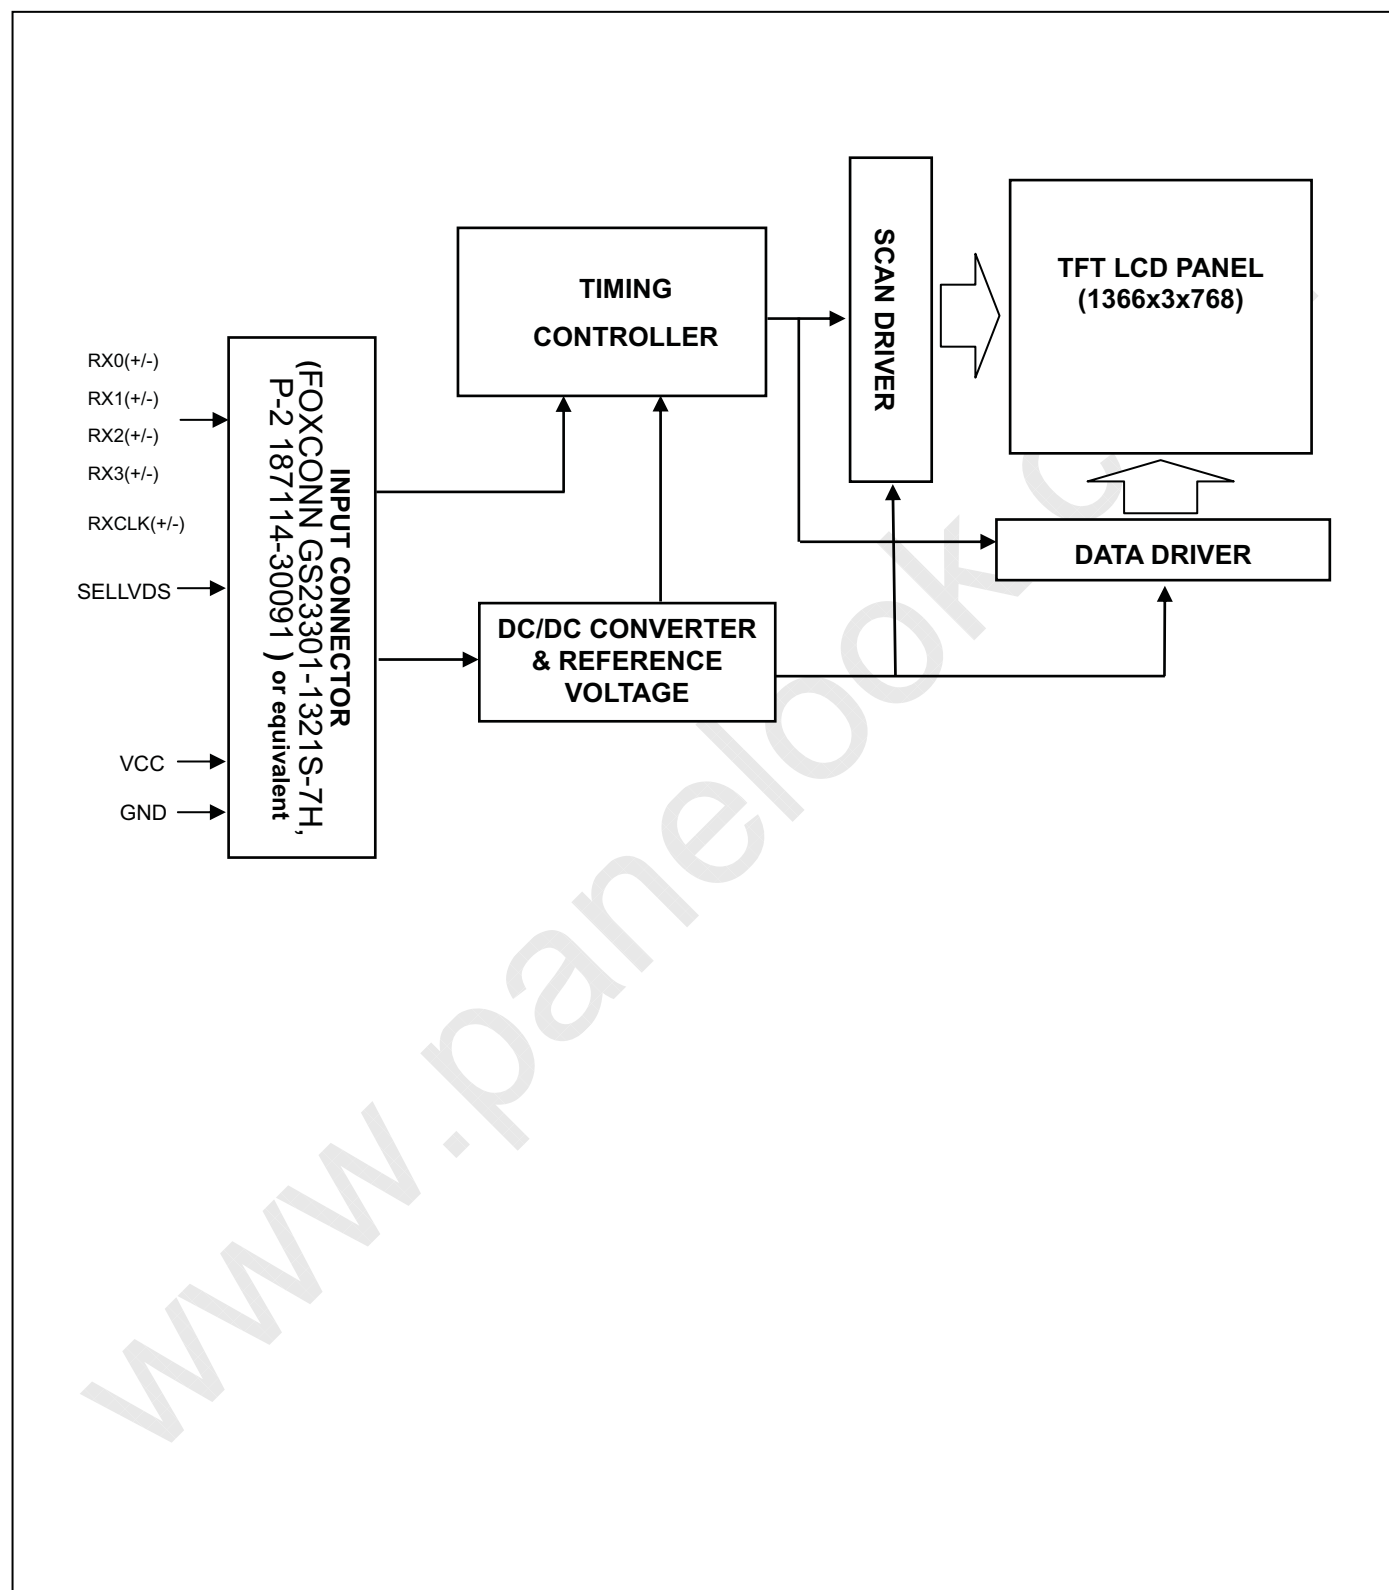 RX0(+/-)
RX1(+/-)
RX2(+/-)
RX3(+/-)
RXCLK(+/-)
SELLVDS
VCC
GND
INPUT CONNECTOR
(FOXCONN GS23301-1321S-7H,
P-2 187114-30091 ) or equivalent
TIMING
CONTROLLER
DC/DC CONVERTER
& REFERENCE
VOLTAGE
SCAN DRIVER
TFT LCD PANEL
(1366x3x768)
DATA DRIVER
www.panelook.c